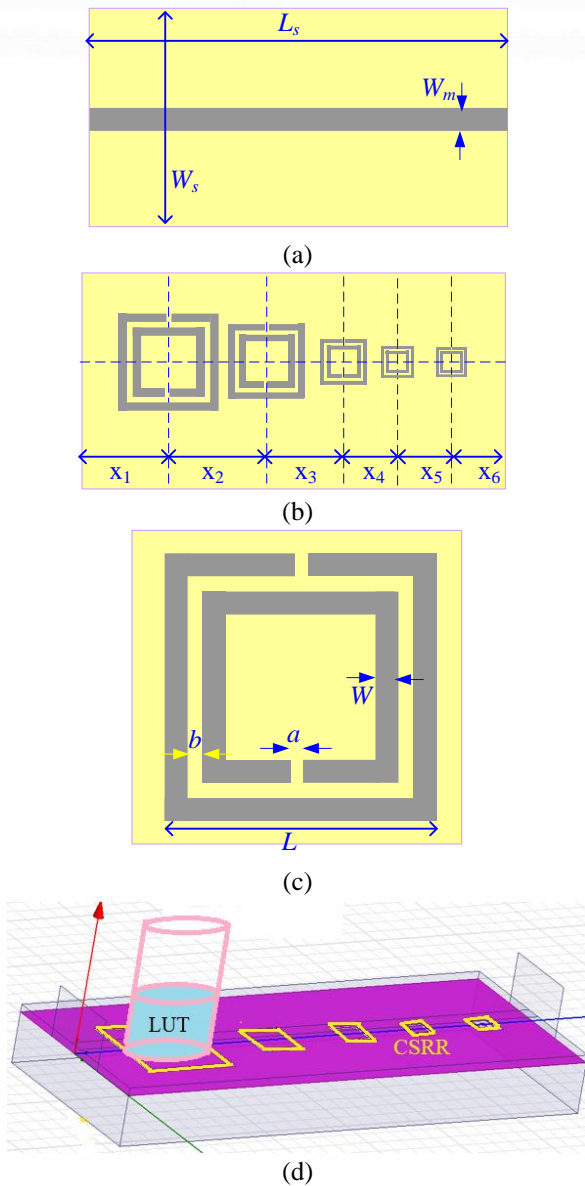 Lₛ
Wₘ
Wₛ
(a)
x₁ x₂ x₃ x₄ x₅ x₆
(b)
W
b a
L
(c)
LUT
CSRR
(d)